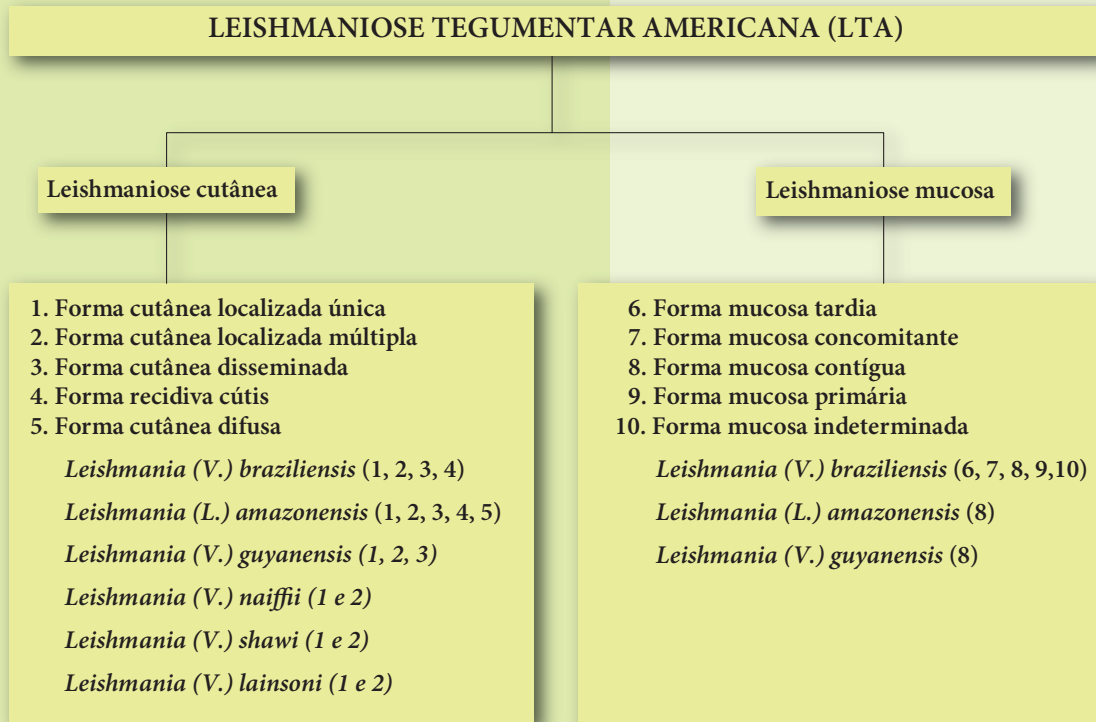 LEISHMANIOSE TEGUMENTAR AMERICANA (LTA)
Leishmaniose cutânea
1. Forma cutânea localizada única
2. Forma cutânea localizada múltipla
3. Forma cutânea disseminada
4. Forma recidiva cútis
5. Forma cutânea difusa
Leishmania (V.) braziliensis (1, 2, 3, 4)
Leishmania (L.) amazonensis (1, 2, 3, 4, 5)
Leishmania (V.) guyanensis (1, 2, 3)
Leishmania (V.) naiffii (1 e 2)
Leishmania (V.) shawi (1 e 2)
Leishmania (V.) lainsoni (1 e 2)
Leishmaniose mucosa
6. Forma mucosa tardia
7. Forma mucosa concomitante
8. Forma mucosa contígua
9. Forma mucosa primária
10. Forma mucosa indeterminada
Leishmania (V.) braziliensis (6, 7, 8, 9,10)
Leishmania (L.) amazonensis (8)
Leishmania (V.) guyanensis (8)